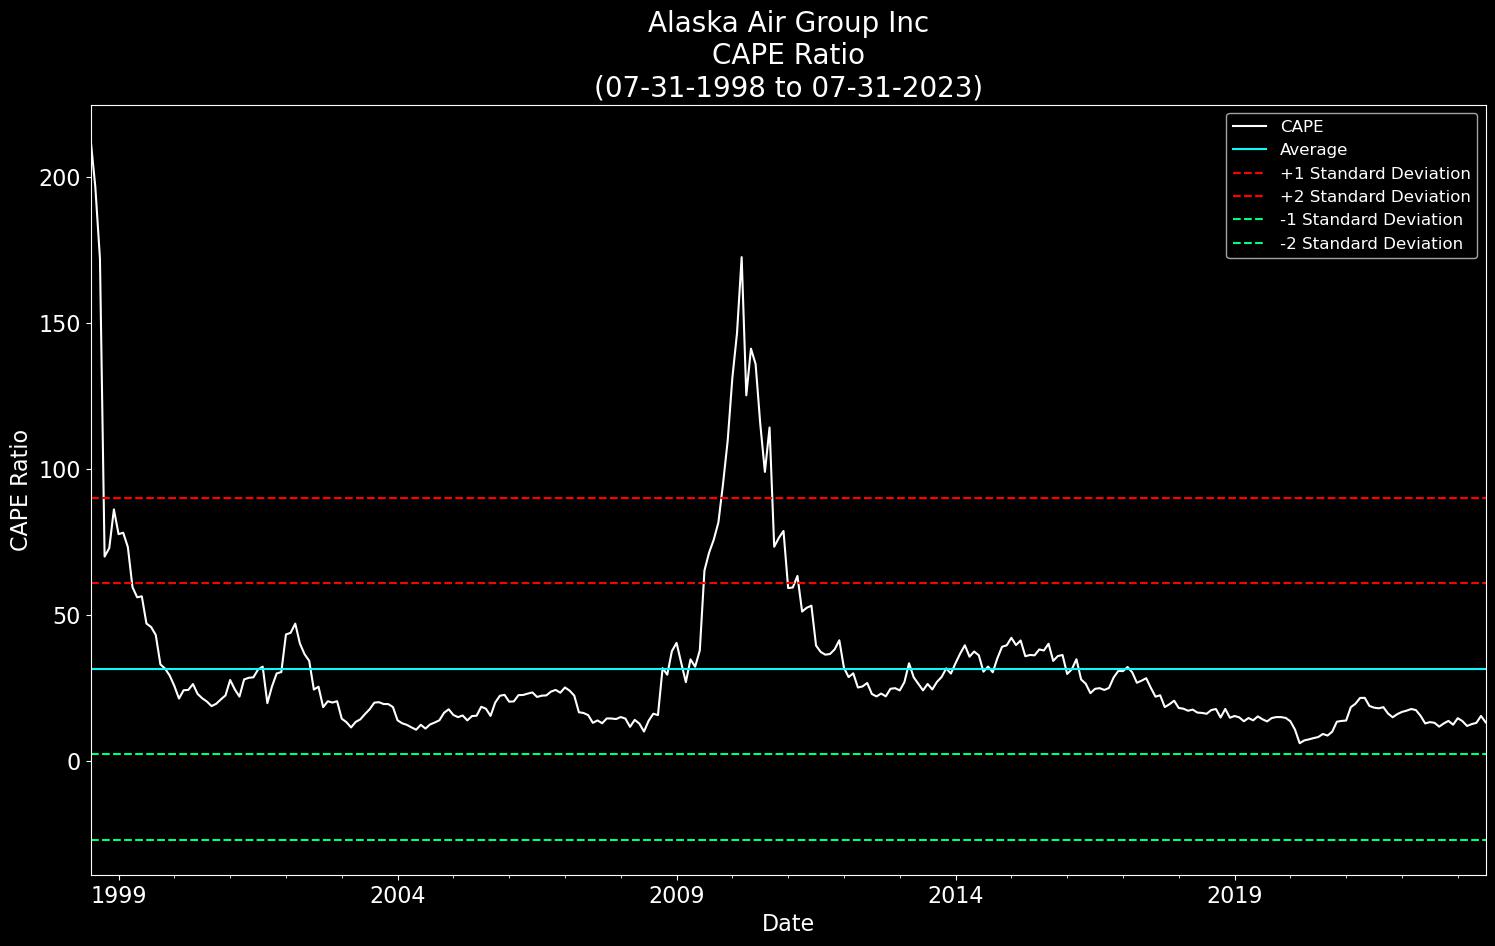 Alaska Air Group Inc
CAPE Ratio
(07-31-1998 to 07-31-2023)
CAPE
Average
+1 Standard Deviation
+2 Standard Deviation
-1 Standard Deviation
-2 Standard Deviation
200
150
100
50
0
CAPE Ratio
1999
2004
2009
2014
2019
Date